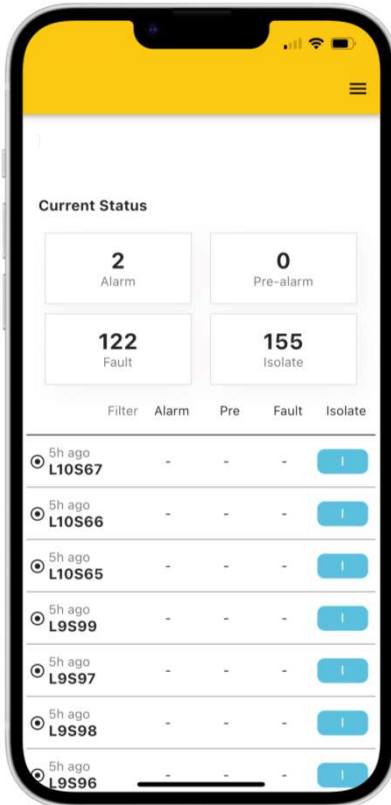 Current Status
2
Alarm
0
Pre-alarm
122
Fault
155
Isolate
Filter Alarm Pre Fault Isolate
5h ago
L10S67 - - - I
5h ago
L10S66 - - - I
5h ago
L10S65 - - - I
5h ago
L9S99 - - - I
5h ago
L9S97 - - - I
5h ago
L9S98 - - - I
5h ago
L9S96 - - - I